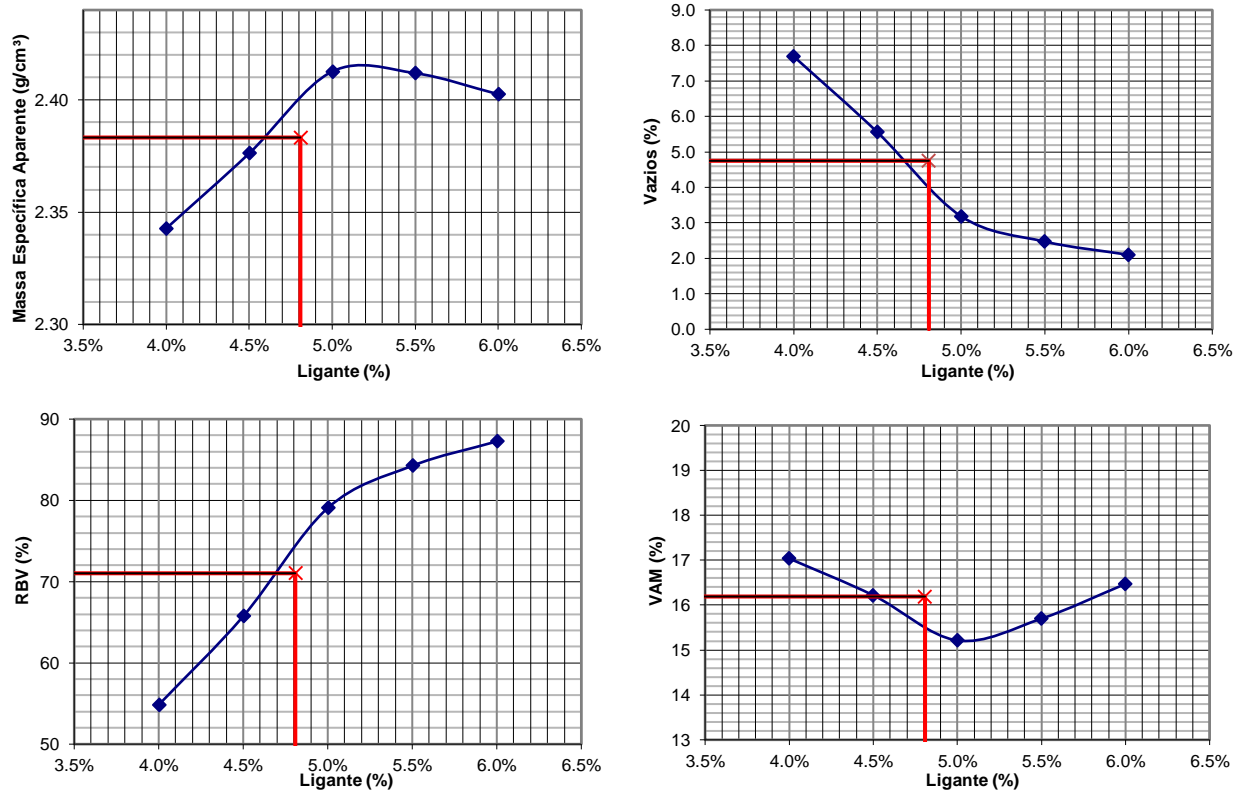 Massa Específica Aparente (g/cm³)
2.40
2.35
2.30
3.5% 4.0% 4.5% 5.0% 5.5% 6.0% 6.5%
Ligante (%)
Vazios (%)
9.0
8.0
7.0
6.0
5.0
4.0
3.0
2.0
1.0
0.0
3.5% 4.0% 4.5% 5.0% 5.5% 6.0% 6.5%
Ligante (%)
RBV (%)
90
80
70
60
50
3.5% 4.0% 4.5% 5.0% 5.5% 6.0% 6.5%
Ligante (%)
VAM (%)
20
19
18
17
16
15
14
13
3.5% 4.0% 4.5% 5.0% 5.5% 6.0% 6.5%
Ligante (%)